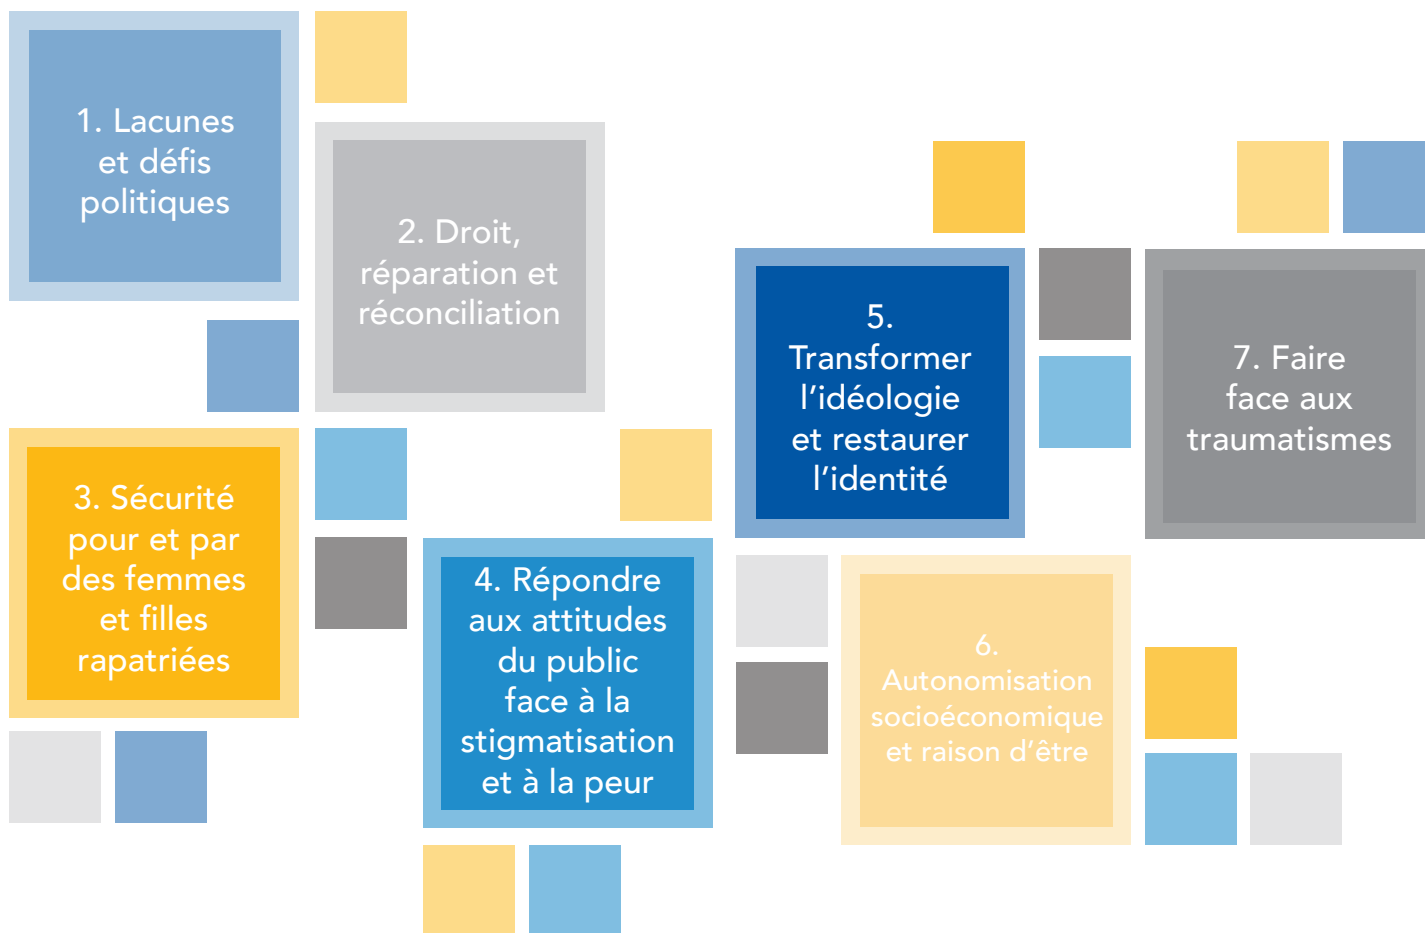 1. Lacunes
et défis
politiques
2. Droit,
réparation et
réconciliation
3. Sécurité
pour et par
des femmes
et filles
rapatriées
4. Répondre
aux attitudes
du public
face à la
stigmatisation
et à la peur
5.
Transformer
l’idéologie
et restaurer
l’identité
6.
Autonomisation
socioéconomique
et raison d’être
7. Faire
face aux
traumatismes